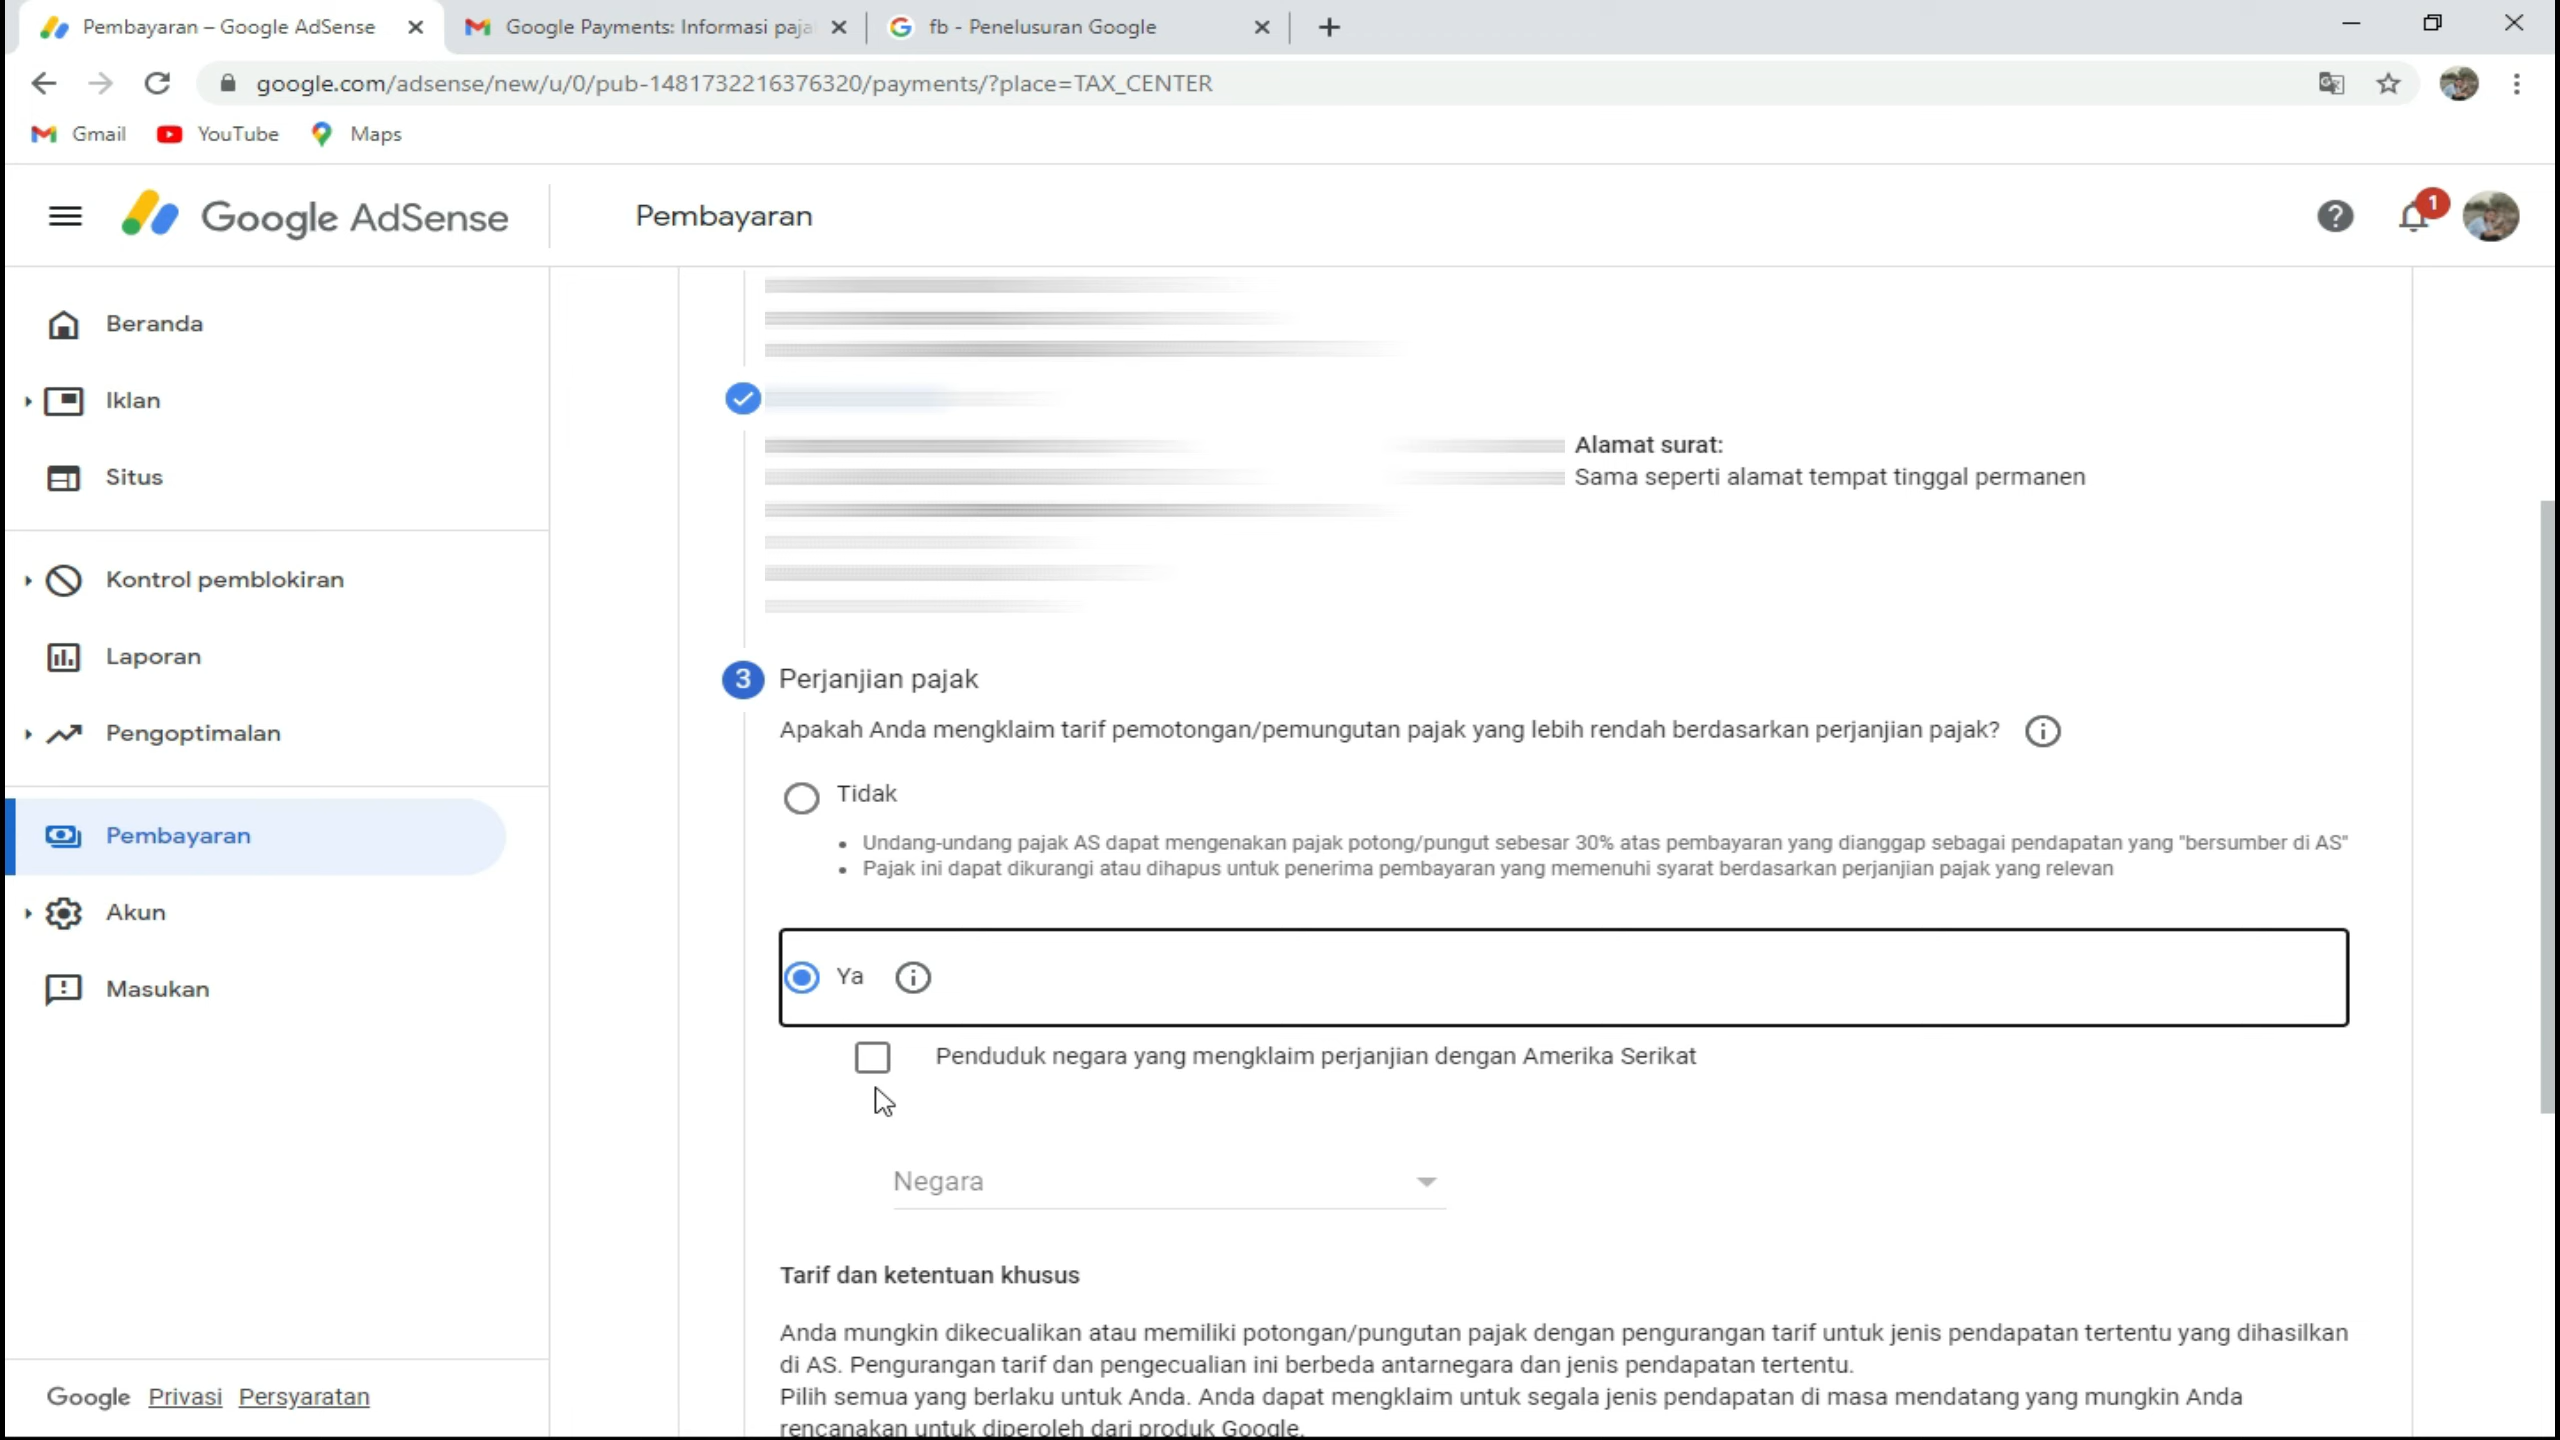 Pembayaran – Google AdSense
Google Payments: Informasi paja
fb - Penelusuran Google
google.com/adsense/new/u/0/pub-1481732216376320/payments/?place=TAX_CENTER
Gmail
YouTube
Maps
Google AdSense
Pembayaran
1
Beranda
Iklan
Situs
Kontrol pemblokiran
Laporan
Pengoptimalan
Pembayaran
Akun
Masukan
Google Privasi Persyaratan
Alamat surat:
Sama seperti alamat tempat tinggal permanen
3 Perjanjian pajak
Apakah Anda mengklaim tarif pemotongan/pemungutan pajak yang lebih rendah berdasarkan perjanjian pajak?
Tidak
• Undang-undang pajak AS dapat mengenakan pajak potong/pungut sebesar 30% atas pembayaran yang dianggap sebagai pendapatan yang "bersumber di AS"
• Pajak ini dapat dikurangi atau dihapus untuk penerima pembayaran yang memenuhi syarat berdasarkan perjanjian pajak yang relevan
Ya
Penduduk negara yang mengklaim perjanjian dengan Amerika Serikat
Negara
Tarif dan ketentuan khusus
Anda mungkin dikecualikan atau memiliki potongan/pungutan pajak dengan pengurangan tarif untuk jenis pendapatan tertentu yang dihasilkan
di AS. Pengurangan tarif dan pengecualian ini berbeda antarnegara dan jenis pendapatan tertentu.
Pilih semua yang berlaku untuk Anda. Anda dapat mengklaim untuk segala jenis pendapatan di masa mendatang yang mungkin Anda
rencanakan untuk diperoleh dari produk Google.